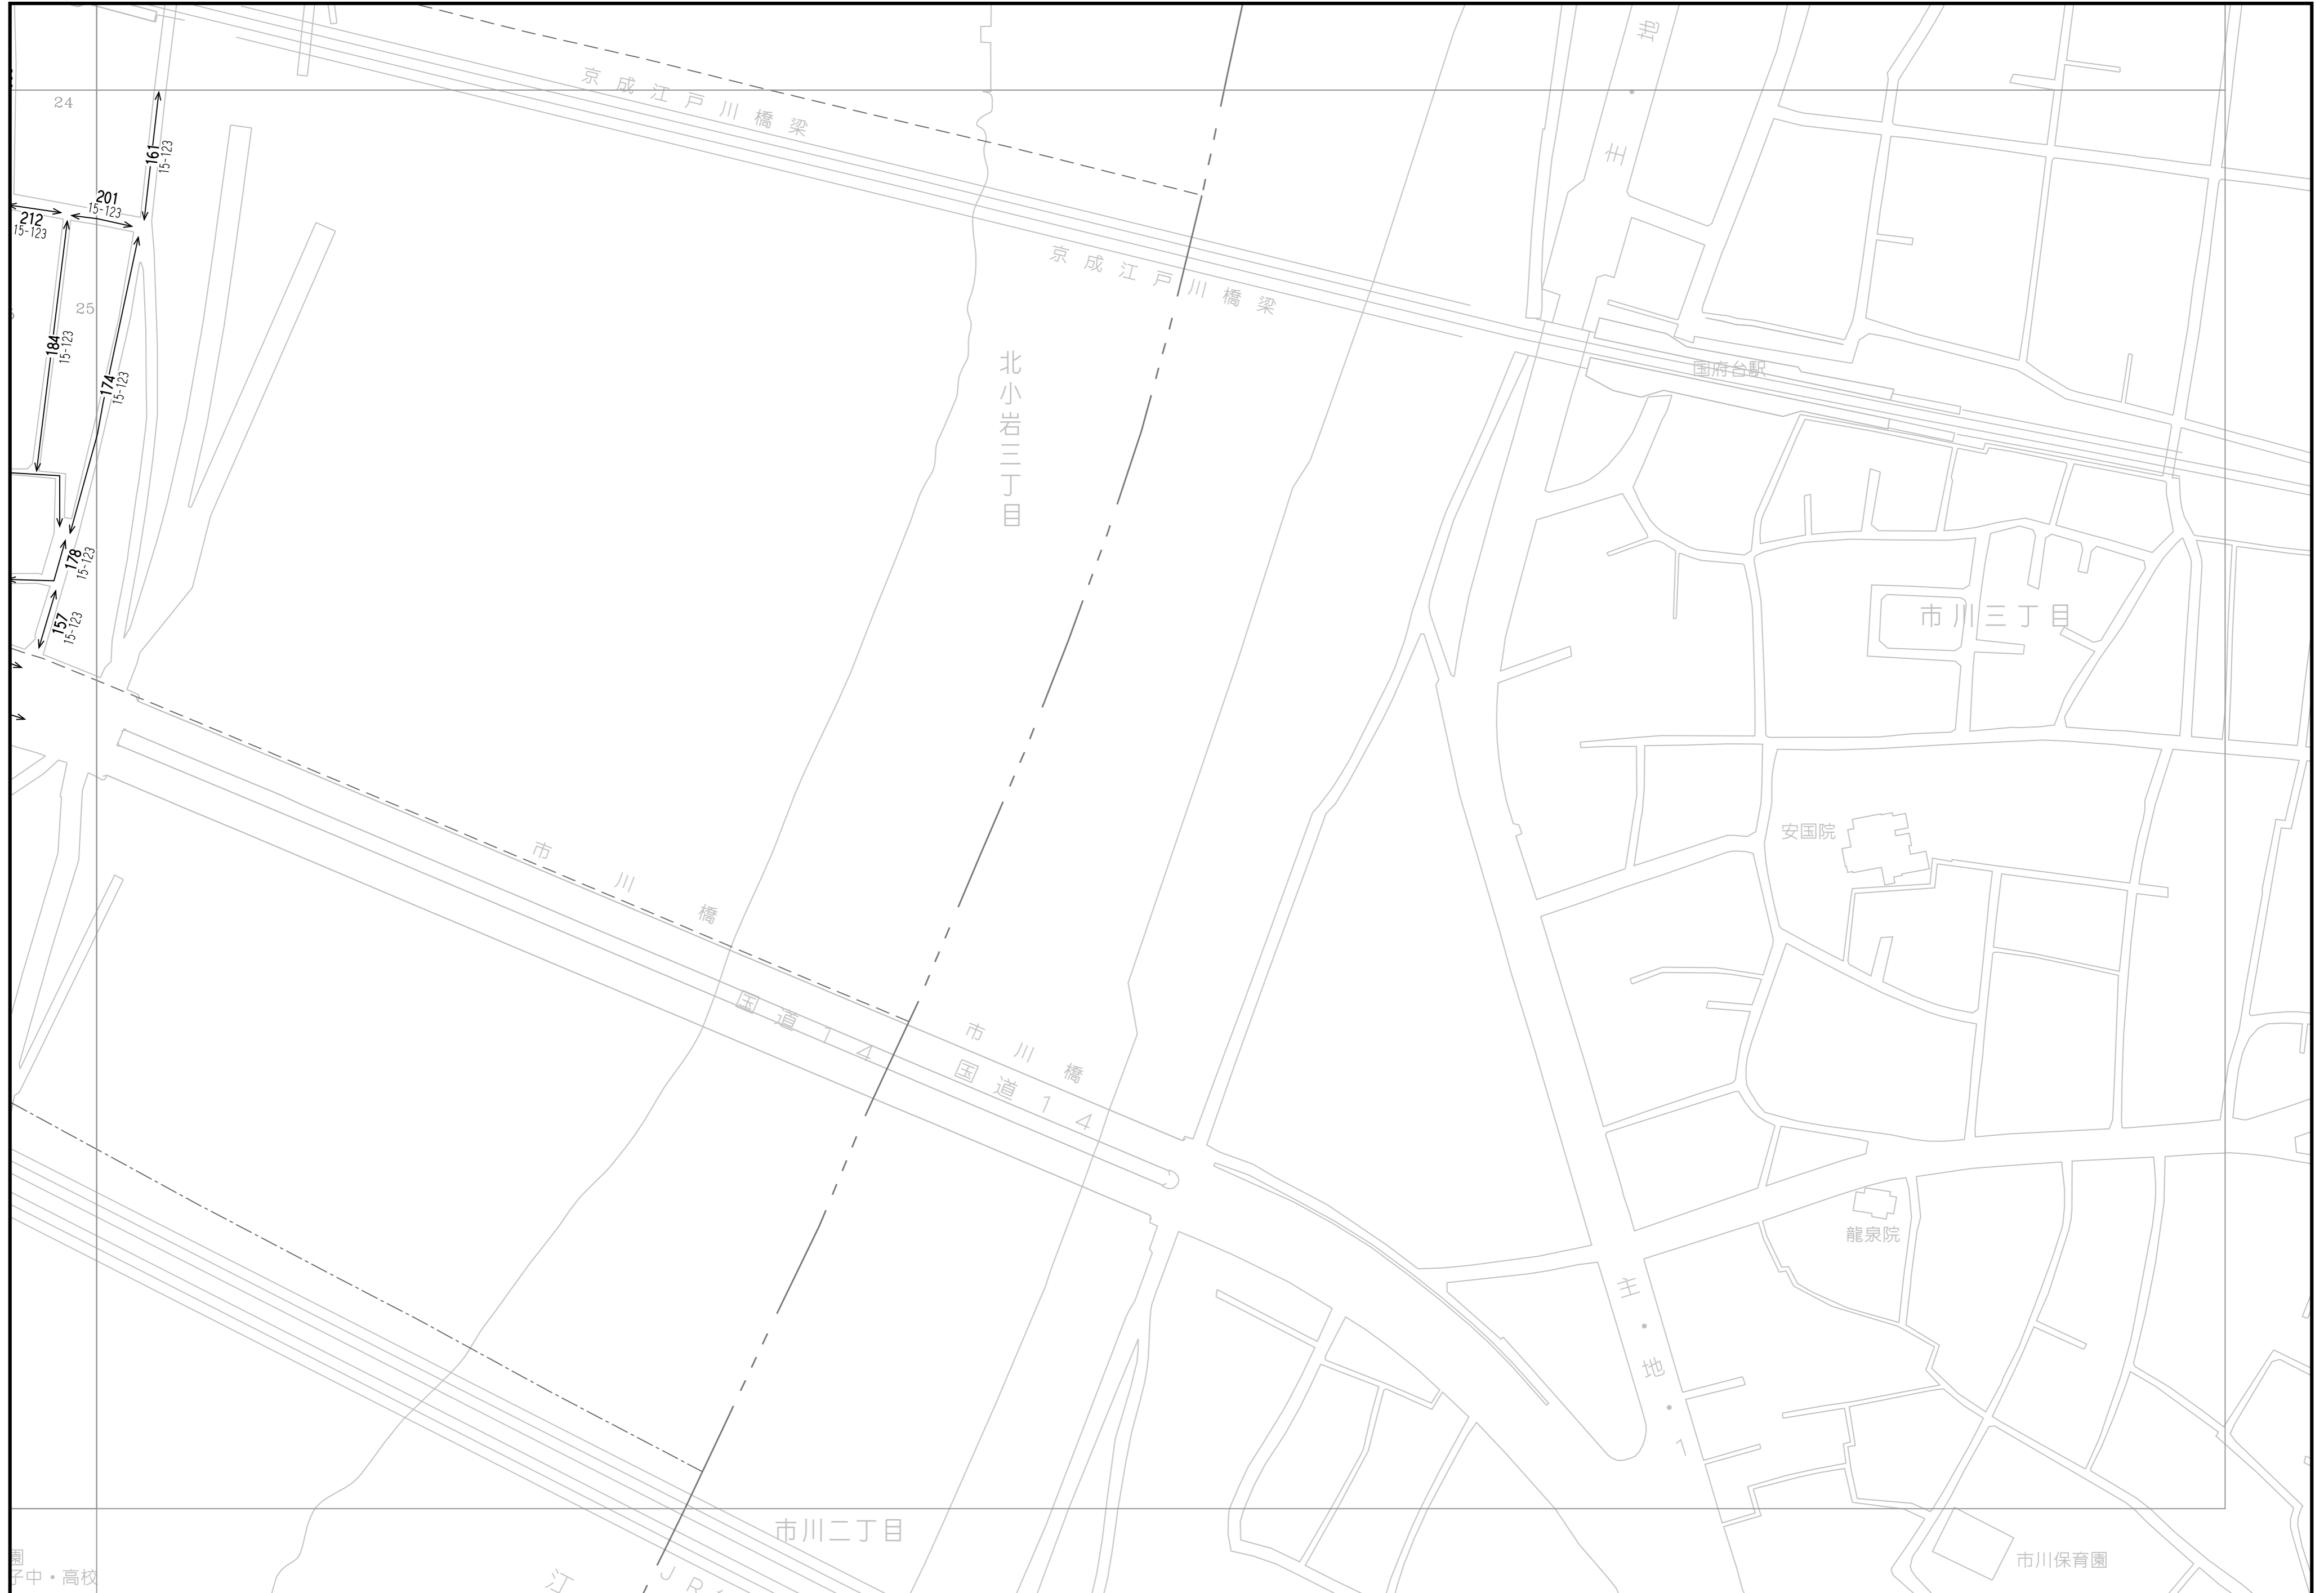 京成江戸川橋梁
24
161
15-123
201
15-123
212
15-123
地
主
京成江戸川橋梁
25
184
15-123
174
15-123
北小岩三丁目
国府台駅
178
15-123
157
15-123
市川三丁目
安国院
市川橋
国道14
市川橋
国道14
龍泉院
主・地・1
市川二丁目
園
子中・高校
江
JR
市川保育園